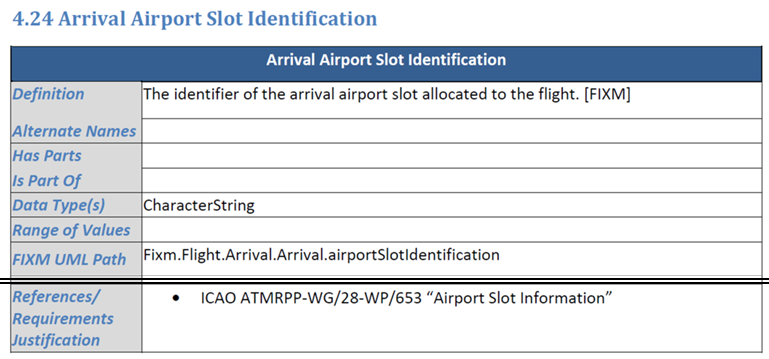 4.24 Arrival Airport Slot Identification
Arrival Airport Slot Identification
Definition The identifier of the arrival airport slot allocated to the flight. [FIXM]
Alternate Names
Has Parts
Is Part Of
Data Type(s) CharacterString
Range of Values
FIXM UML Path Fixm.Flight.Arrival.Arrival.airportSlotIdentification
References/ • ICAO ATMRPP-WG/28-WP/653 “Airport Slot Information”
Requirements
Justification